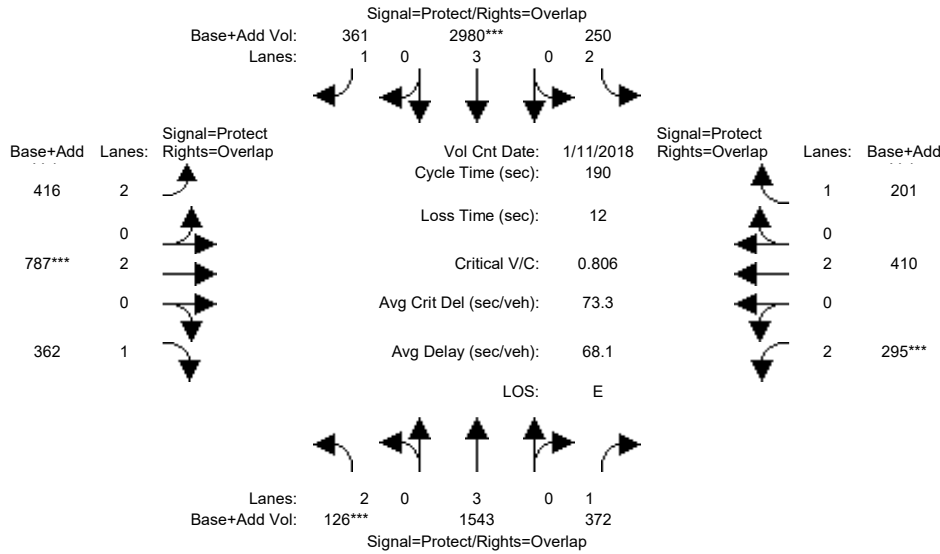 Signal=Protect/Rights=Overlap
Base+Add Vol: 361 2980*** 250
Lanes: 1 0 3 0 2
Signal=Protect Signal=Protect
Base+Add Lanes: Rights=Overlap Vol Cnt Date: 1/11/2018 Rights=Overlap Lanes: Base+Add
Cycle Time (sec): 190
416 2 1 201
Loss Time (sec): 12
0 0
787*** 2 Critical V/C: 0.806 2 410
0 Avg Crit Del (sec/veh): 73.3 0
362 1 Avg Delay (sec/veh): 68.1 2 295***
LOS: E
Lanes: 2 0 3 0 1
Base+Add Vol: 126*** 1543 372
Signal=Protect/Rights=Overlap